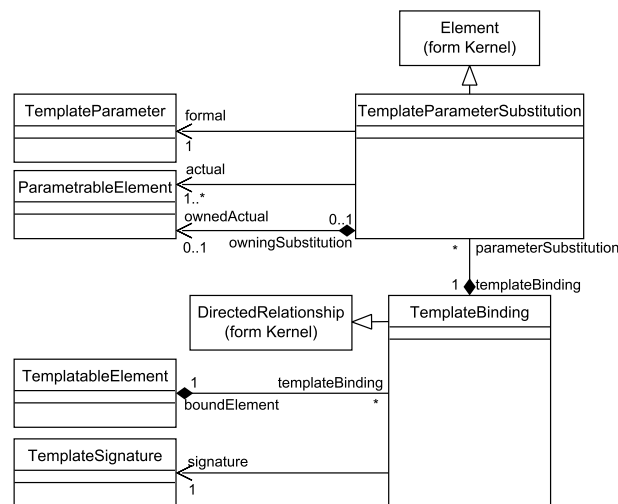 Element
(form Kernel)
TemplateParameter
formal
1
TemplateParameterSubstitution
ParametrableElement
actual
1..*
ownedActual
0..1
0..1
owningSubstitution
*
parameterSubstitution
1
templateBinding
DirectedRelationship
(form Kernel)
TemplateBinding
TemplatableElement
1
templateBinding
boundElement
*
TemplateSignature
signature
1